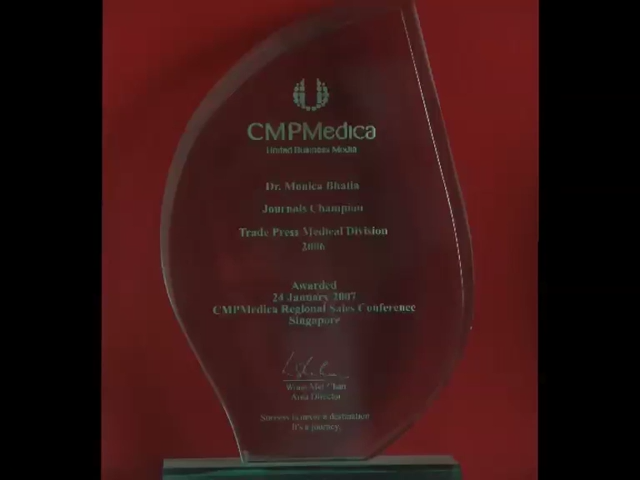 CMPMedica
United Business Media
Dr. Monica Bhatia
Journals Champion
Trade Press Medical Division
2006
Awarded
24 January 2007
CMPMedica Regional Sales Conference
Singapore
Area Director
Success is never a destination
It's a journey.